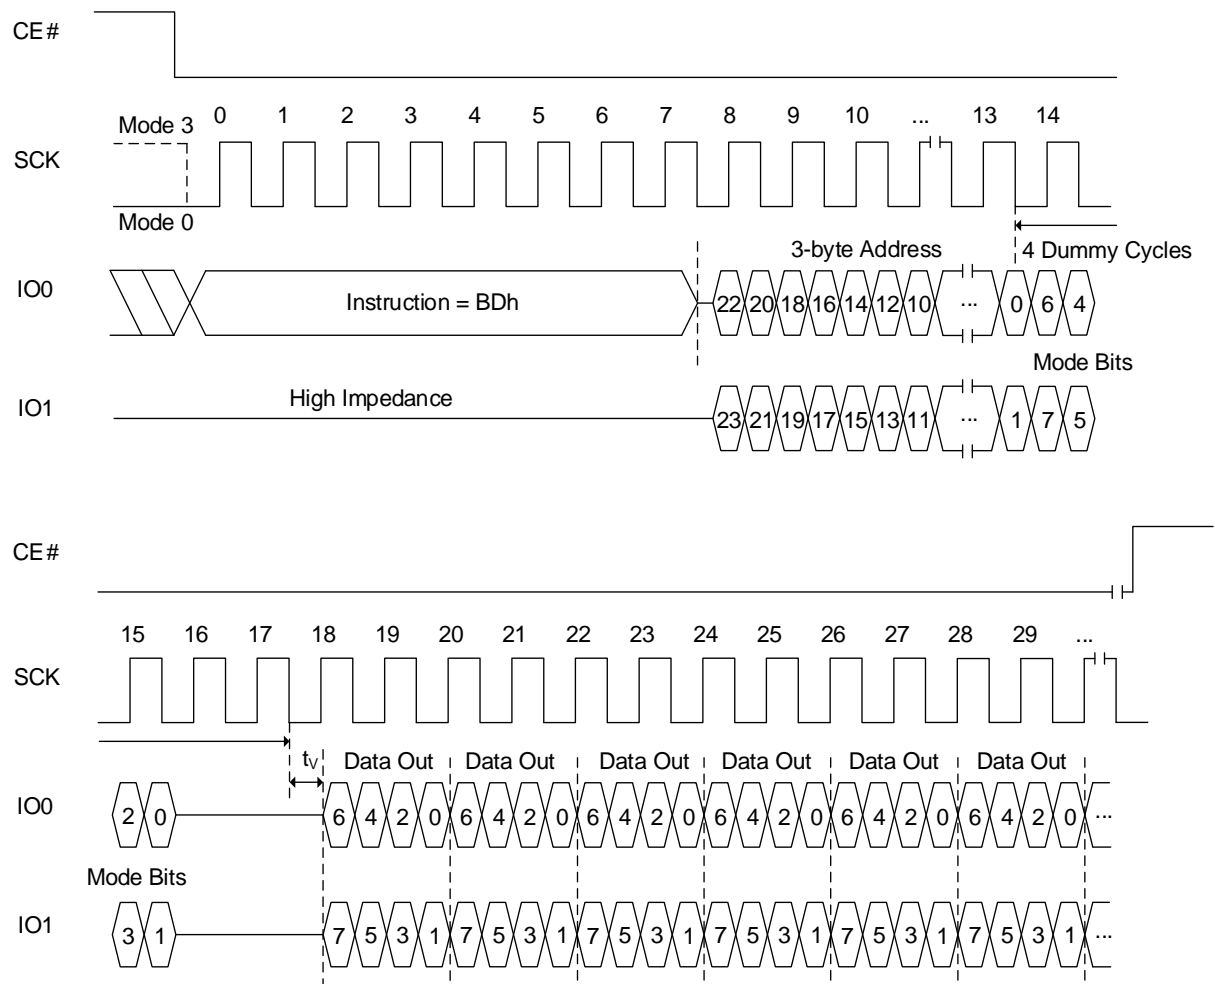 CE#
0 1 2 3 4 5 6 7 8 9 10 ... 13 14
Mode 3
SCK
Mode 0
3-byte Address 4 Dummy Cycles
IO0 Instruction = BDh 22 20 18 16 14 12 10 ... 0 6 4
Mode Bits
IO1 High Impedance 23 21 19 17 15 13 11 ... 1 7 5
CE#
15 16 17 18 19 20 21 22 23 24 25 26 27 28 29 ...
SCK
tV Data Out Data Out Data Out Data Out Data Out Data Out
IO0 2 0 6 4 2 0 6 4 2 0 6 4 2 0 6 4 2 0 6 4 2 0 6 4 2 0 ...
Mode Bits
IO1 3 1 7 5 3 1 7 5 3 1 7 5 3 1 7 5 3 1 7 5 3 1 7 5 3 1 ...